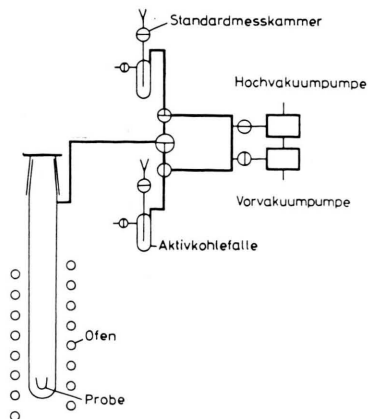 Standardmesskammer
Hochvakuumpumpe
Vorvakuumpumpe
Aktivkohlefalle
Ofen
Probe